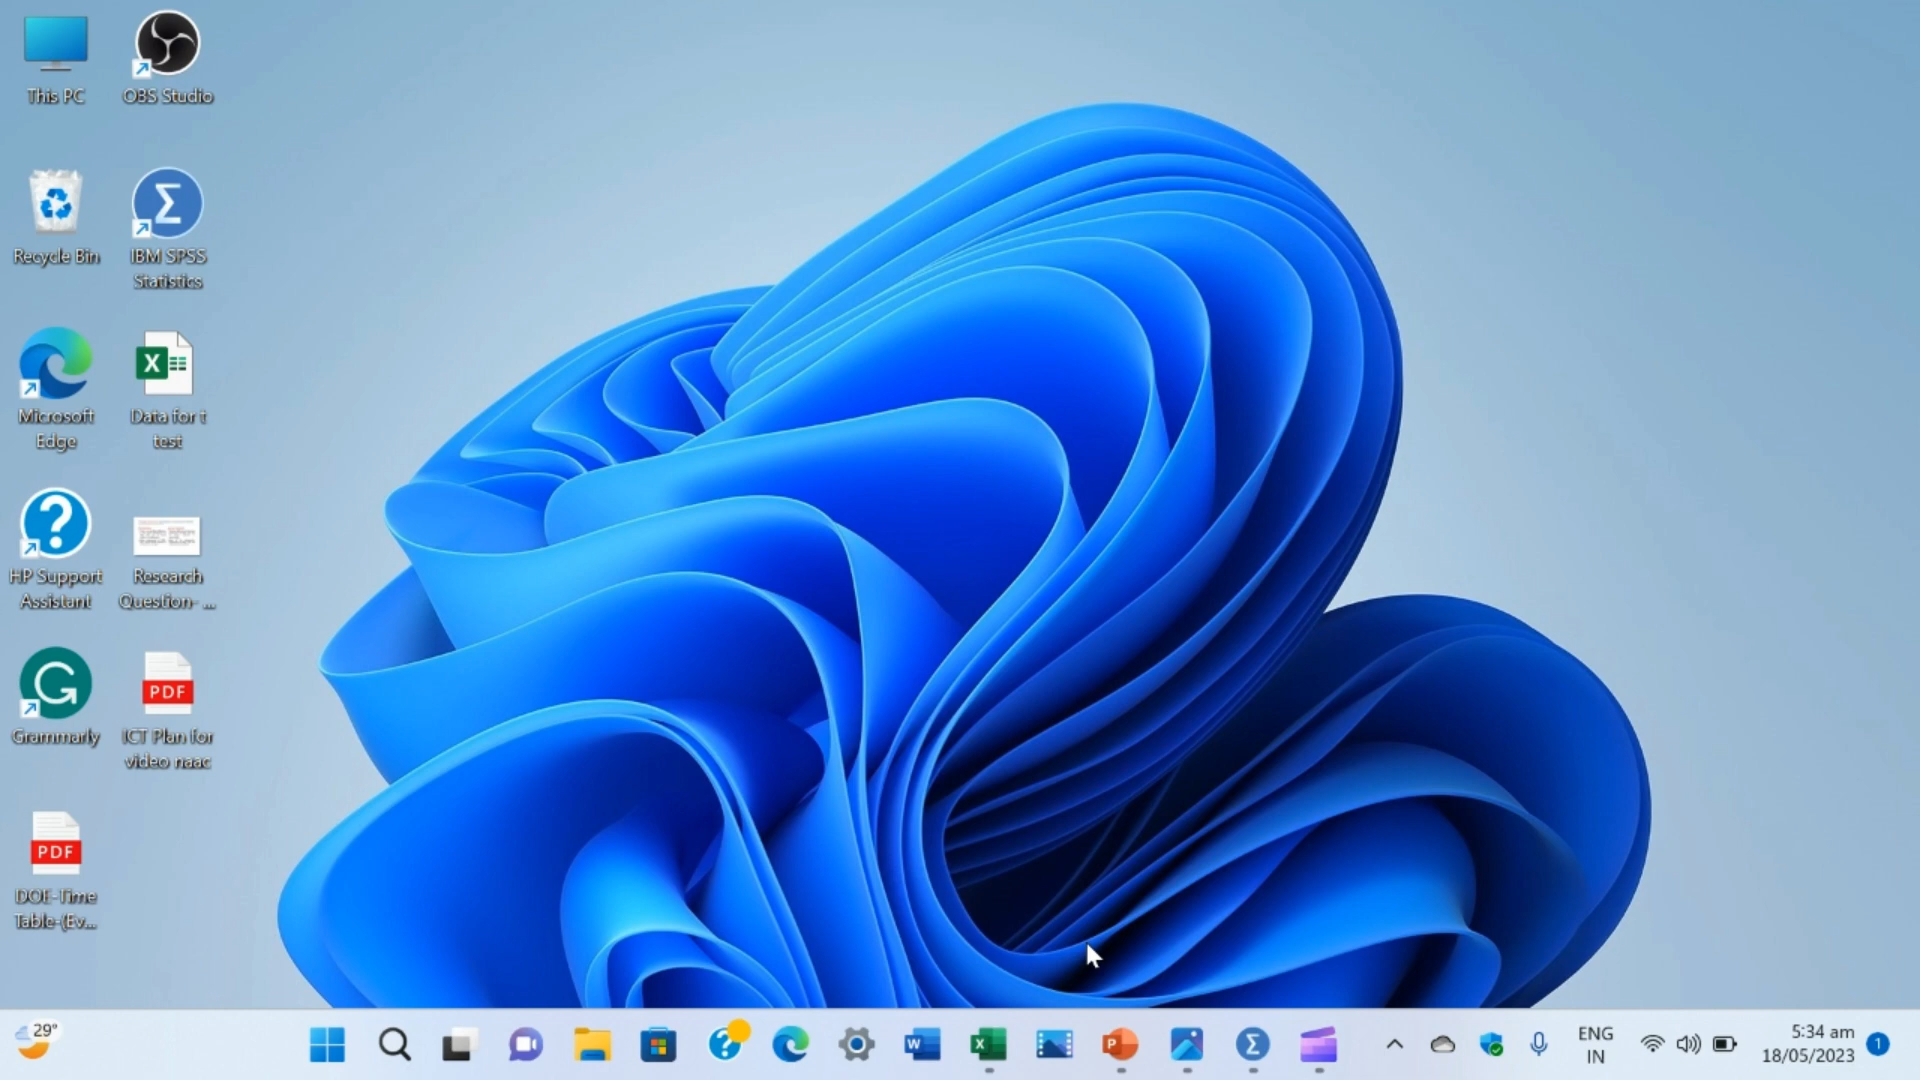 This PC
OBS Studio
Recycle Bin
IBM SPSS
Statistics
Microsoft
Edge
X
Data for t
test
?
HP Support
Assistant
Research
Question- ...
G
Grammarly
PDF
ICT Plan for
video naac
PDF
DOE-Time
Table-(Ev...
29°
W
X
P
Σ
ENG
IN
5:34 am
18/05/2023
1